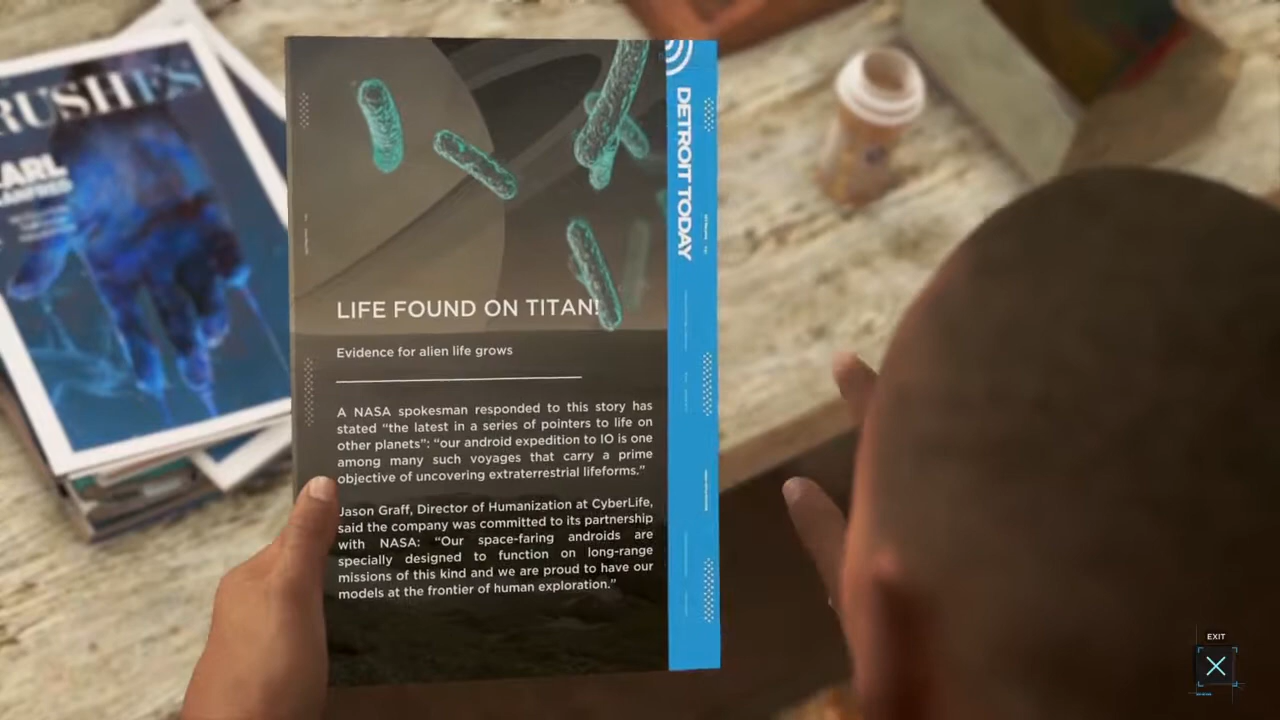 RUSHES
CARL
MANFRED
DETROIT TODAY
LIFE FOUND ON TITAN!
Evidence for alien life grows
A NASA spokesman responded to this story has
stated “the latest in a series of pointers to life on
other planets”: “our android expedition to IO is one
among many such voyages that carry a prime
objective of uncovering extraterrestrial lifeforms.”
Jason Graff, Director of Humanization at CyberLife,
said the company was committed to its partnership
with NASA: “Our space-faring androids are
specially designed to function on long-range
missions of this kind and we are proud to have our
models at the frontier of human exploration.”
EXIT